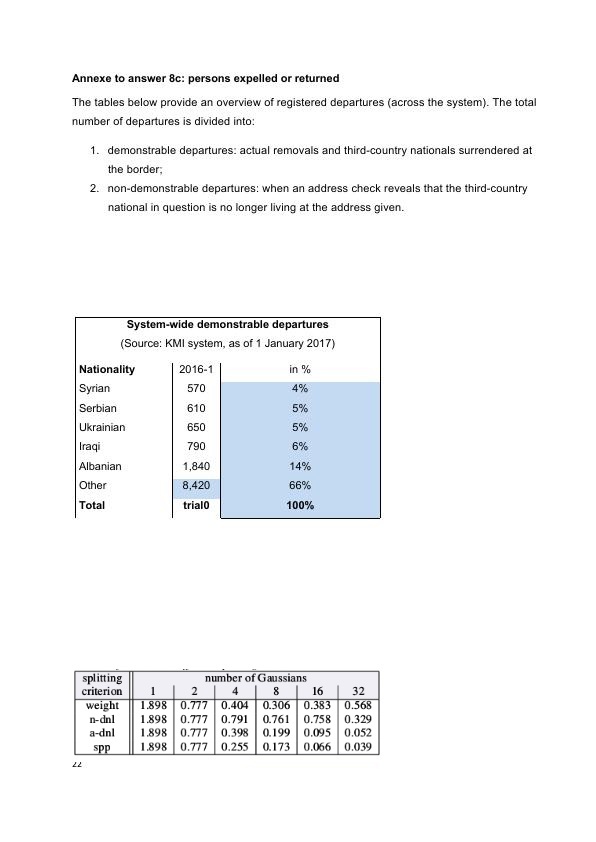 Annexe to answer 8c: persons expelled or returned
The tables below provide an overview of registered departures (across the system). The total
number of departures is divided into:
1. demonstrable departures: actual removals and third-country nationals surrendered at
the border;
2. non-demonstrable departures: when an address check reveals that the third-country
national in question is no longer living at the address given.
System-wide demonstrable departures
(Source: KMI system, as of 1 January 2017)
Nationality 2016-1 in %
Syrian 570 4%
Serbian 610 5%
Ukrainian 650 5%
Iraqi 790 6%
Albanian 1,840 14%
Other 8,420 66%
Total trial0 100%
splitting number of Gaussians
criterion 1 2 4 8 16 32
weight 1.898 0.777 0.404 0.306 0.383 0.568
n-dnl 1.898 0.777 0.791 0.761 0.758 0.329
a-dnl 1.898 0.777 0.398 0.199 0.095 0.052
spp 1.898 0.777 0.255 0.173 0.066 0.039
22